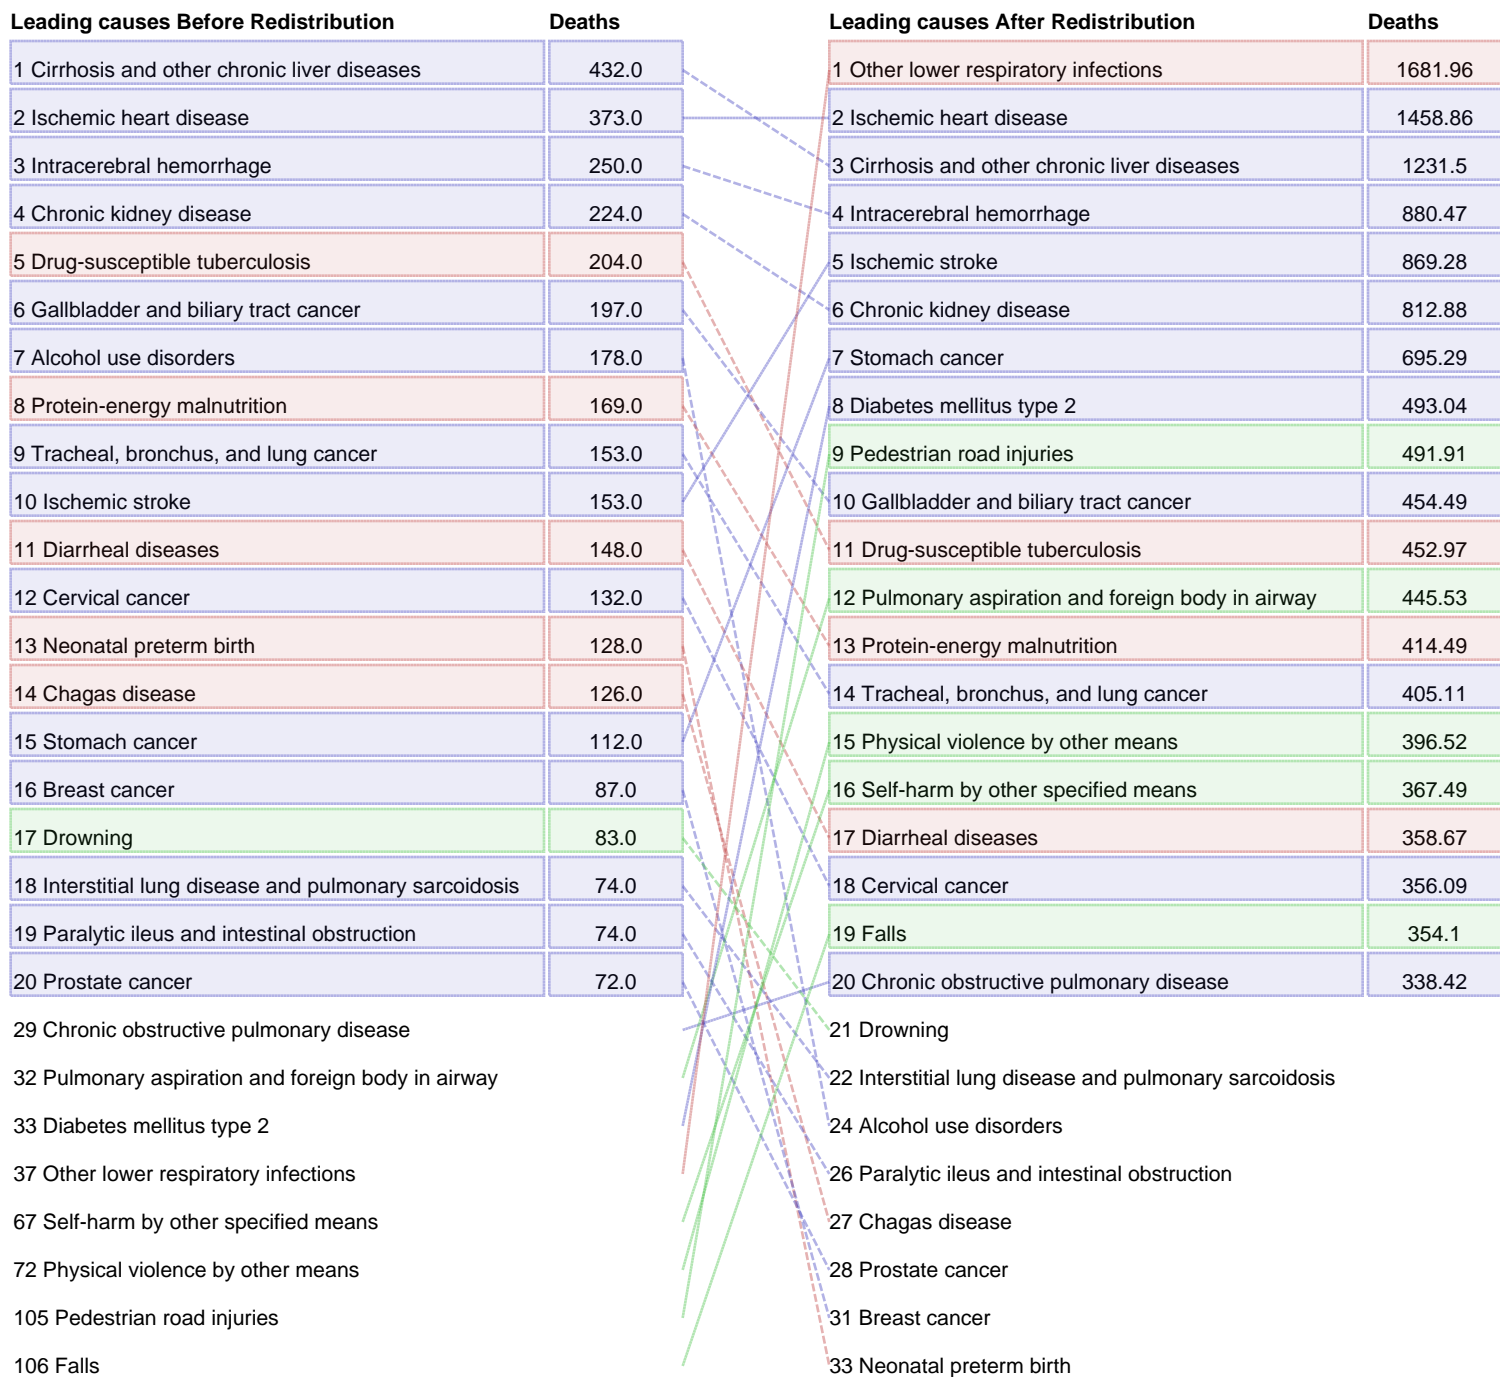 Leading causes Before Redistribution Deaths Leading causes After Redistribution Deaths
1 Cirrhosis and other chronic liver diseases 432.0 1 Other lower respiratory infections 1681.96
2 Ischemic heart disease 373.0 2 Ischemic heart disease 1458.86
3 Intracerebral hemorrhage 250.0 3 Cirrhosis and other chronic liver diseases 1231.5
4 Chronic kidney disease 224.0 4 Intracerebral hemorrhage 880.47
5 Drug-susceptible tuberculosis 204.0 5 Ischemic stroke 869.28
6 Gallbladder and biliary tract cancer 197.0 6 Chronic kidney disease 812.88
7 Alcohol use disorders 178.0 7 Stomach cancer 695.29
8 Protein-energy malnutrition 169.0 8 Diabetes mellitus type 2 493.04
9 Tracheal, bronchus, and lung cancer 153.0 9 Pedestrian road injuries 491.91
10 Ischemic stroke 153.0 10 Gallbladder and biliary tract cancer 454.49
11 Diarrheal diseases 148.0 11 Drug-susceptible tuberculosis 452.97
12 Cervical cancer 132.0 12 Pulmonary aspiration and foreign body in airway 445.53
13 Neonatal preterm birth 128.0 13 Protein-energy malnutrition 414.49
14 Chagas disease 126.0 14 Tracheal, bronchus, and lung cancer 405.11
15 Stomach cancer 112.0 15 Physical violence by other means 396.52
16 Breast cancer 87.0 16 Self-harm by other specified means 367.49
17 Drowning 83.0 17 Diarrheal diseases 358.67
18 Interstitial lung disease and pulmonary sarcoidosis 74.0 18 Cervical cancer 356.09
19 Paralytic ileus and intestinal obstruction 74.0 19 Falls 354.1
20 Prostate cancer 72.0 20 Chronic obstructive pulmonary disease 338.42
29 Chronic obstructive pulmonary disease 21 Drowning
32 Pulmonary aspiration and foreign body in airway 22 Interstitial lung disease and pulmonary sarcoidosis
33 Diabetes mellitus type 2 24 Alcohol use disorders
37 Other lower respiratory infections 26 Paralytic ileus and intestinal obstruction
67 Self-harm by other specified means 27 Chagas disease
72 Physical violence by other means 28 Prostate cancer
105 Pedestrian road injuries 31 Breast cancer
106 Falls 33 Neonatal preterm birth